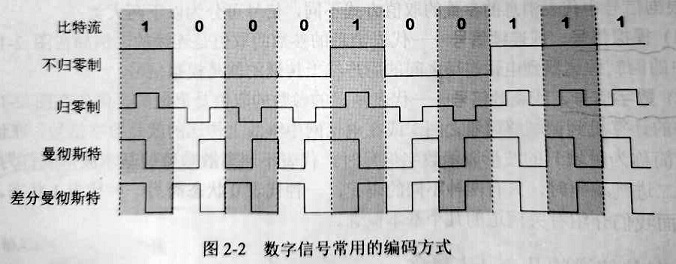 比特流 1 0 0 0 1 0 0 1 1 1
不归零制
归零制
曼彻斯特
差分曼彻斯特
图 2-2 数字信号常用的编码方式